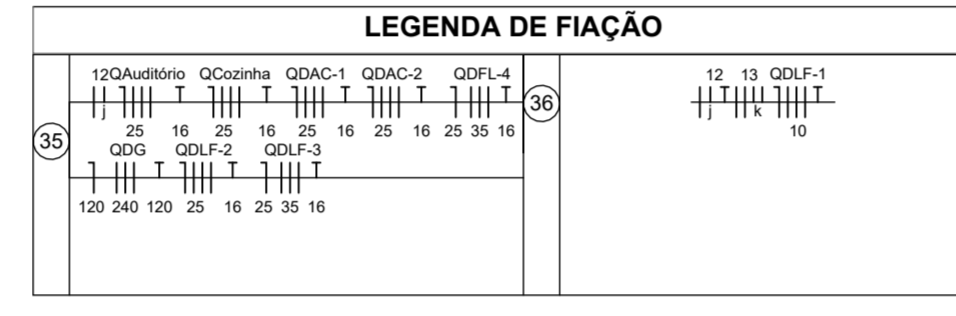 LEGENDA DE FIAÇÃO
35
12 QAuditório QCozinha QDAC-1 QDAC-2 QDFL-4
j
25 16 25 16 25 16 25 16 25 35 16
QDG QDLF-2 QDLF-3
120 240 120 25 16 25 35 16
36
12 13 QDLF-1
j k
10